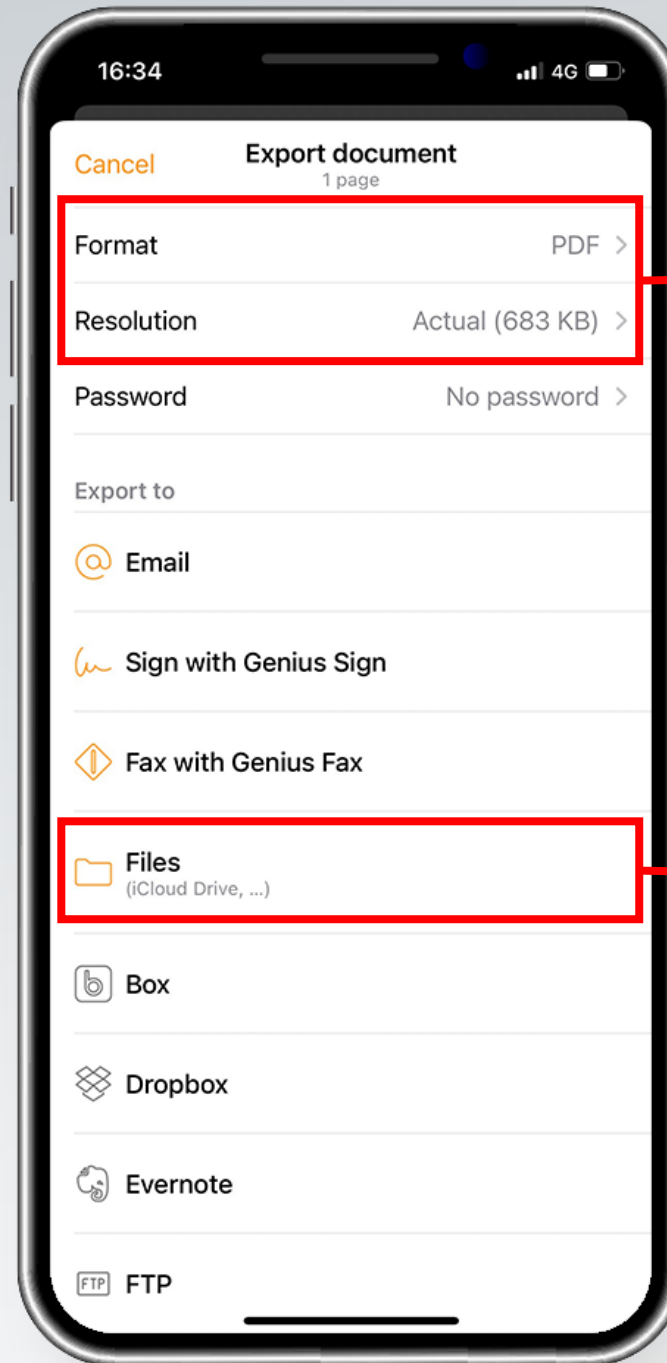 16:34
4G
Cancel
Export document
1 page
Format
PDF
Resolution
Actual (683 KB)
Password
No password
Export to
Email
Sign with Genius Sign
Fax with Genius Fax
Files
(iCloud Drive, ...)
Box
Dropbox
Evernote
FTP FTP